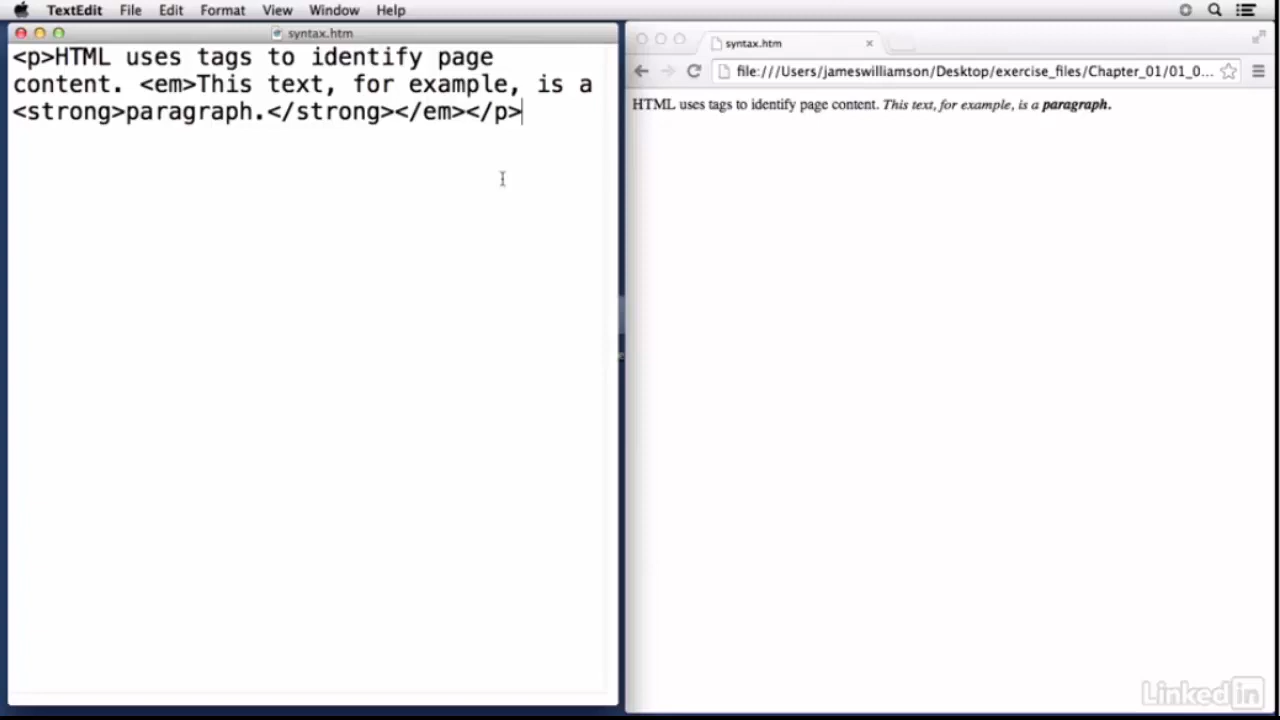 TextEdit File Edit Format View Window Help
syntax.htm
<p>HTML uses tags to identify page
content. <em>This text, for example, is a
<strong>paragraph.</strong></em></p>
syntax.htm
file:///Users/jameswilliamson/Desktop/exercise_files/Chapter_01/01_0...
HTML uses tags to identify page content. This text, for example, is a paragraph.
Linkedin